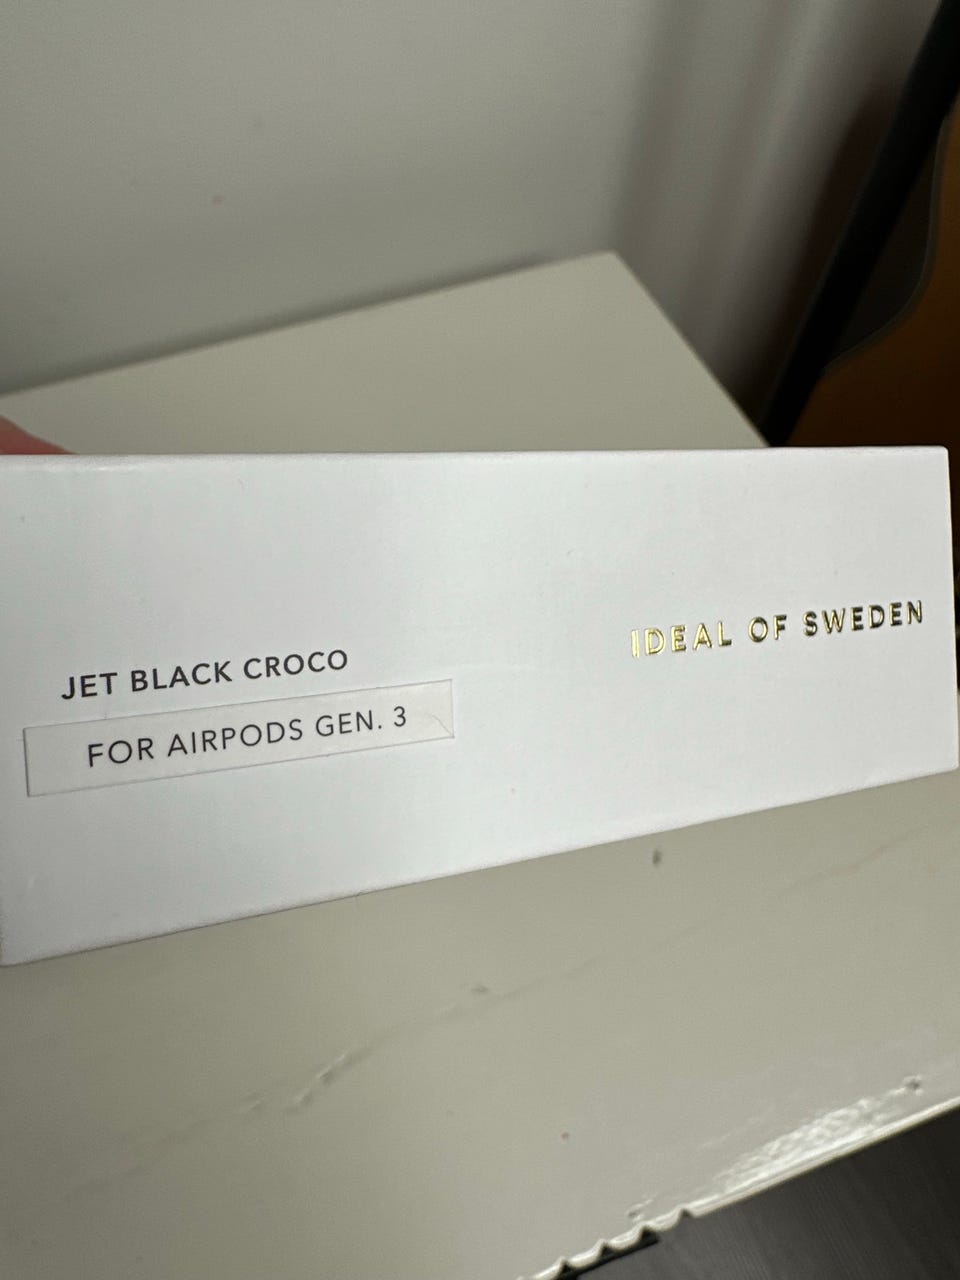 JET BLACK CROCO
FOR AIRPODS GEN. 3
IDEAL OF SWEDEN